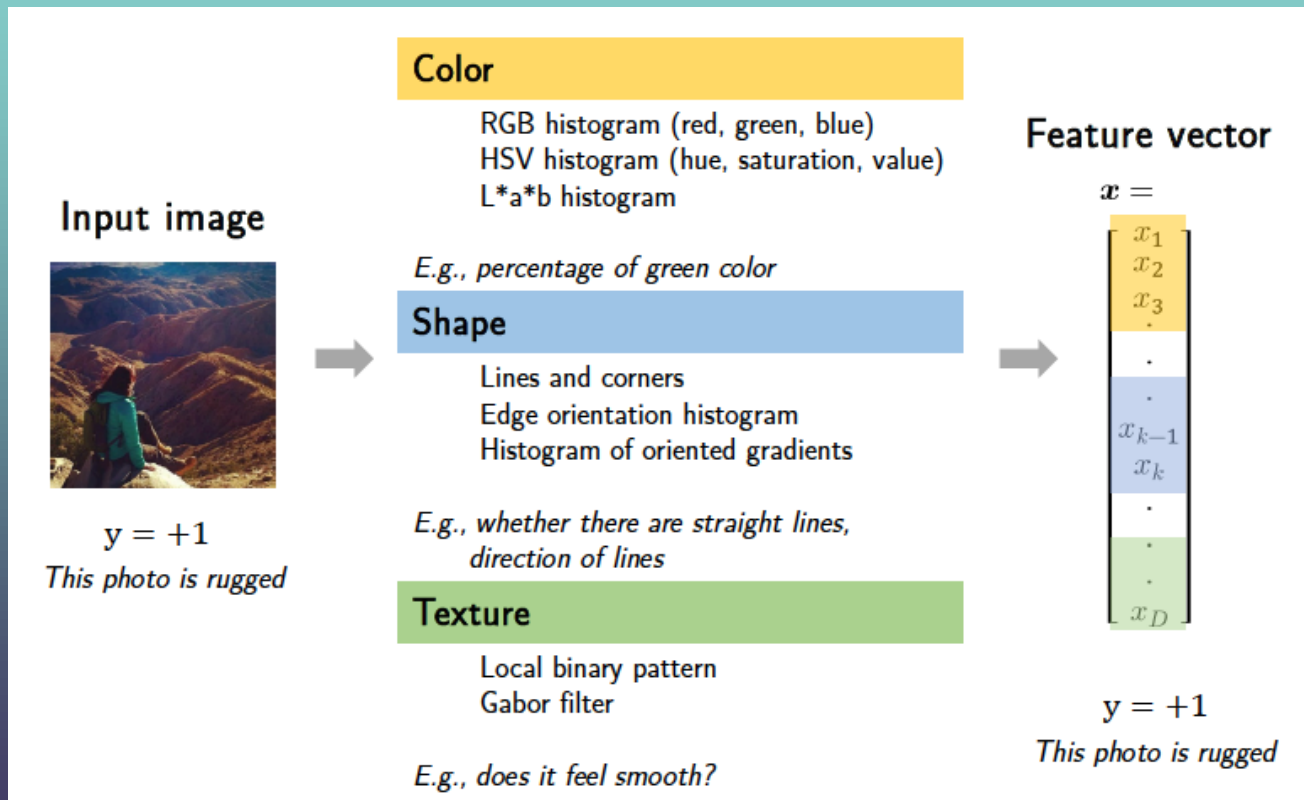 Input image
y = +1
This photo is rugged
Color
RGB histogram (red, green, blue)
HSV histogram (hue, saturation, value)
L*a*b histogram
E.g., percentage of green color
Shape
Lines and corners
Edge orientation histogram
Histogram of oriented gradients
E.g., whether there are straight lines,
direction of lines
Texture
Local binary pattern
Gabor filter
E.g., does it feel smooth?
Feature vector
x =
x₁
x₂
x₃
.
.
.
xₖ₋₁
xₖ
.
.
.
x_D
y = +1
This photo is rugged